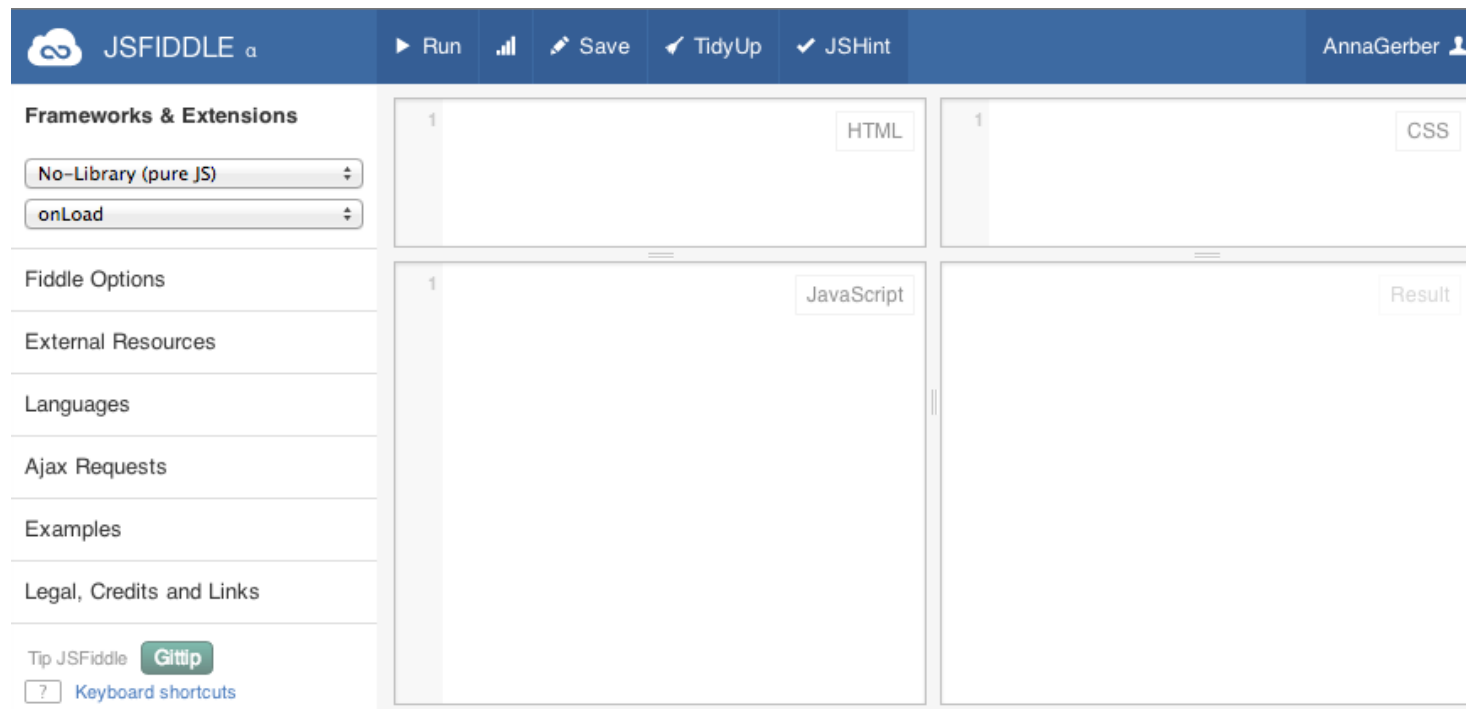 JSFIDDLE α
Run
Save
TidyUp
JSHint
AnnaGerber
Frameworks & Extensions
No-Library (pure JS)
onLoad
Fiddle Options
External Resources
Languages
Ajax Requests
Examples
Legal, Credits and Links
Tip JSFiddle Gittip
? Keyboard shortcuts
1 HTML
1 CSS
1 JavaScript
Result